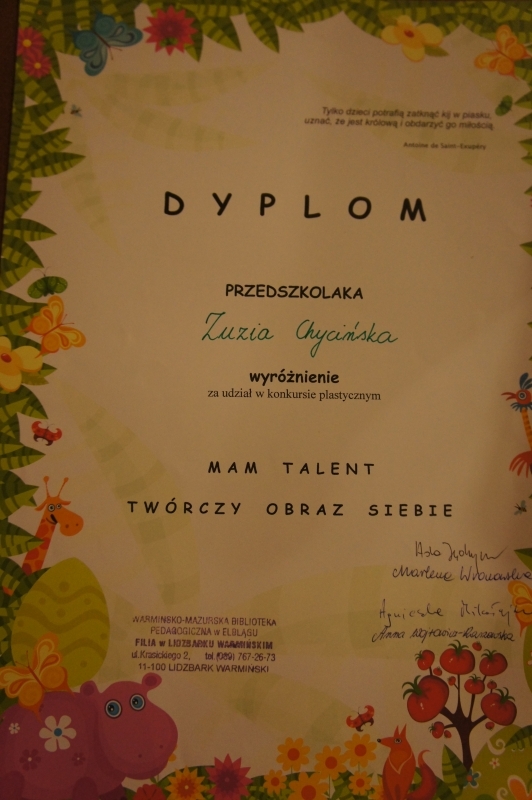 Tylko dzieci potrafią zatknąć kij w piasku,
uznać, że jest królową i obdarzyć go miłością.
Antoine de Saint-Exupéry
DYPLOM
PRZEDSZKOLAKA
Zuzia Chycińska
wyróżnienie
za udział w konkursie plastycznym
MAM TALENT
TWÓRCZY OBRAZ SIEBIE
Marlena
Agnieszka
Anna
WARMIŃSKO-MAZURSKA BIBLIOTEKA
PEDAGOGICZNA w ELBLĄGU
FILIA w LIDZBARKU WARMIŃSKIM
ul. Krasickiego 2, tel. (089) 767-26-73
11-100 LIDZBARK WARMIŃSKI